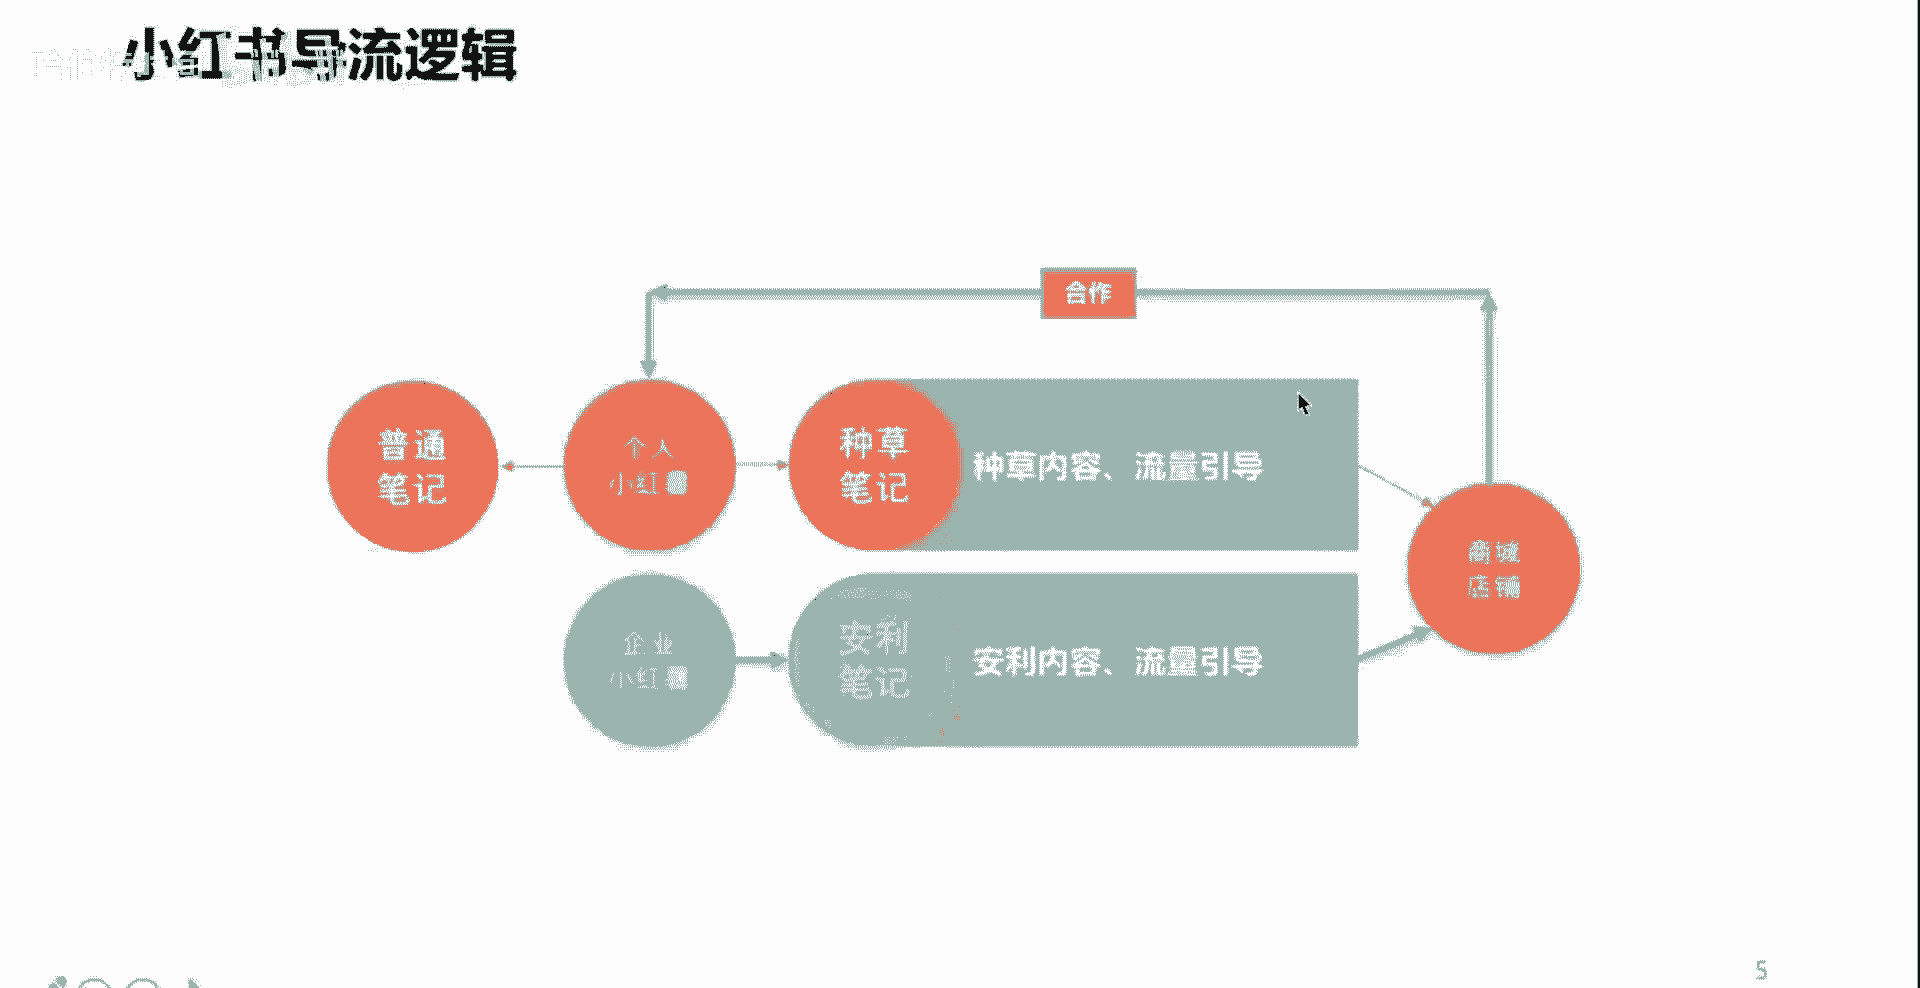 小红书导流逻辑
合作
普通
笔记
个人
小红
种草
笔记
种草内容、流量引导
商城
店铺
企业
小红
安利
笔记
安利内容、流量引导
5